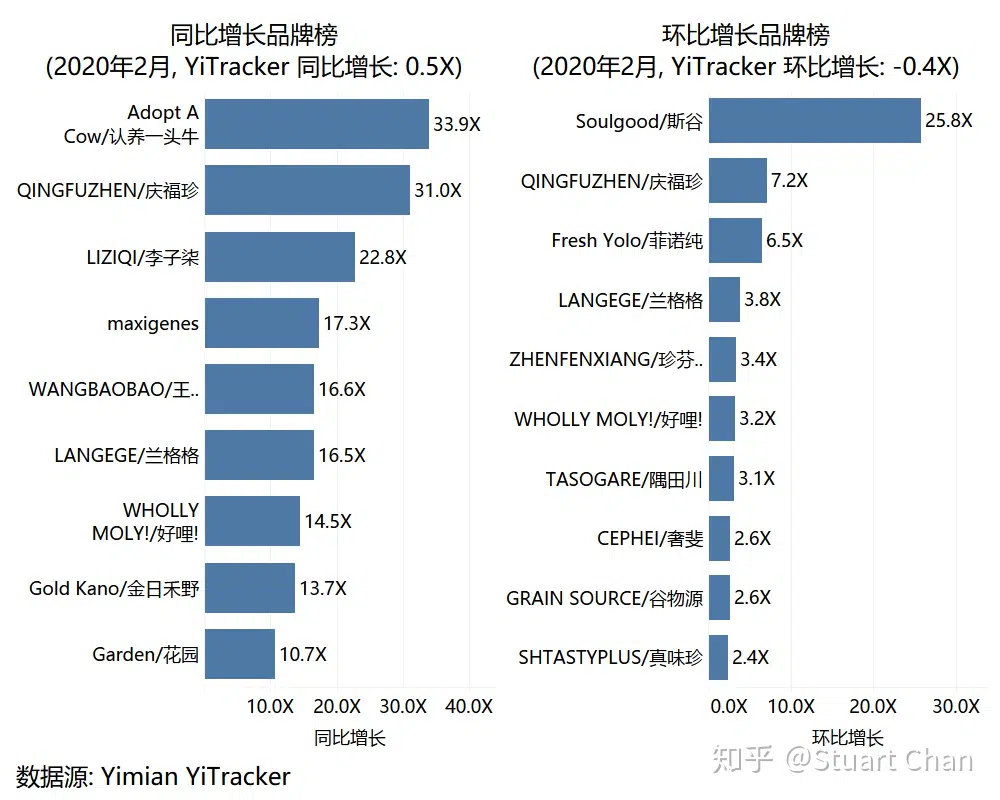 同比增长品牌榜
(2020年2月, YiTracker 同比增长: 0.5X)
Adopt A
Cow/认养一头牛
33.9X
QINGFUZHEN/庆福珍
31.0X
LIZIQI/李子柒
22.8X
maxigenes
17.3X
WANGBAOBAO/王..
16.6X
LANGEGE/兰格格
16.5X
WHOLLY
MOLY!/好哩!
14.5X
Gold Kano/金日禾野
13.7X
Garden/花园
10.7X
10.0X 20.0X 30.0X 40.0X
同比增长
环比增长品牌榜
(2020年2月, YiTracker 环比增长: -0.4X)
Soulgood/斯谷
25.8X
QINGFUZHEN/庆福珍
7.2X
Fresh Yolo/菲诺纯
6.5X
LANGEGE/兰格格
3.8X
ZHENFENXIANG/珍芬..
3.4X
WHOLLY MOLY!/好哩!
3.2X
TASOGARE/隅田川
3.1X
CEPHEI/奢斐
2.6X
GRAIN SOURCE/谷物源
2.6X
SHTASTYPLUS/真味珍
2.4X
0.0X 10.0X 20.0X 30.0X
环比增长
数据源: Yimian YiTracker
知乎 @Stuart Chan